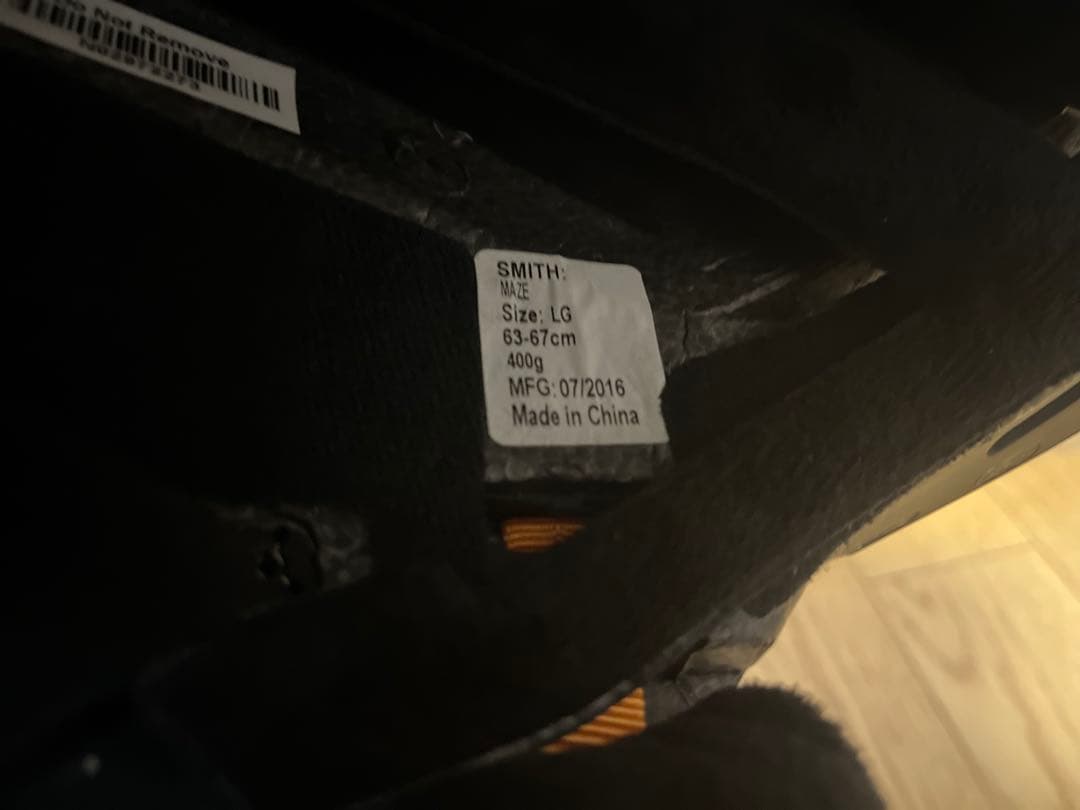 Do Not Remove
SMITH:
MAZE
Size: LG
63-67cm
400g
MFG: 07/2016
Made in China